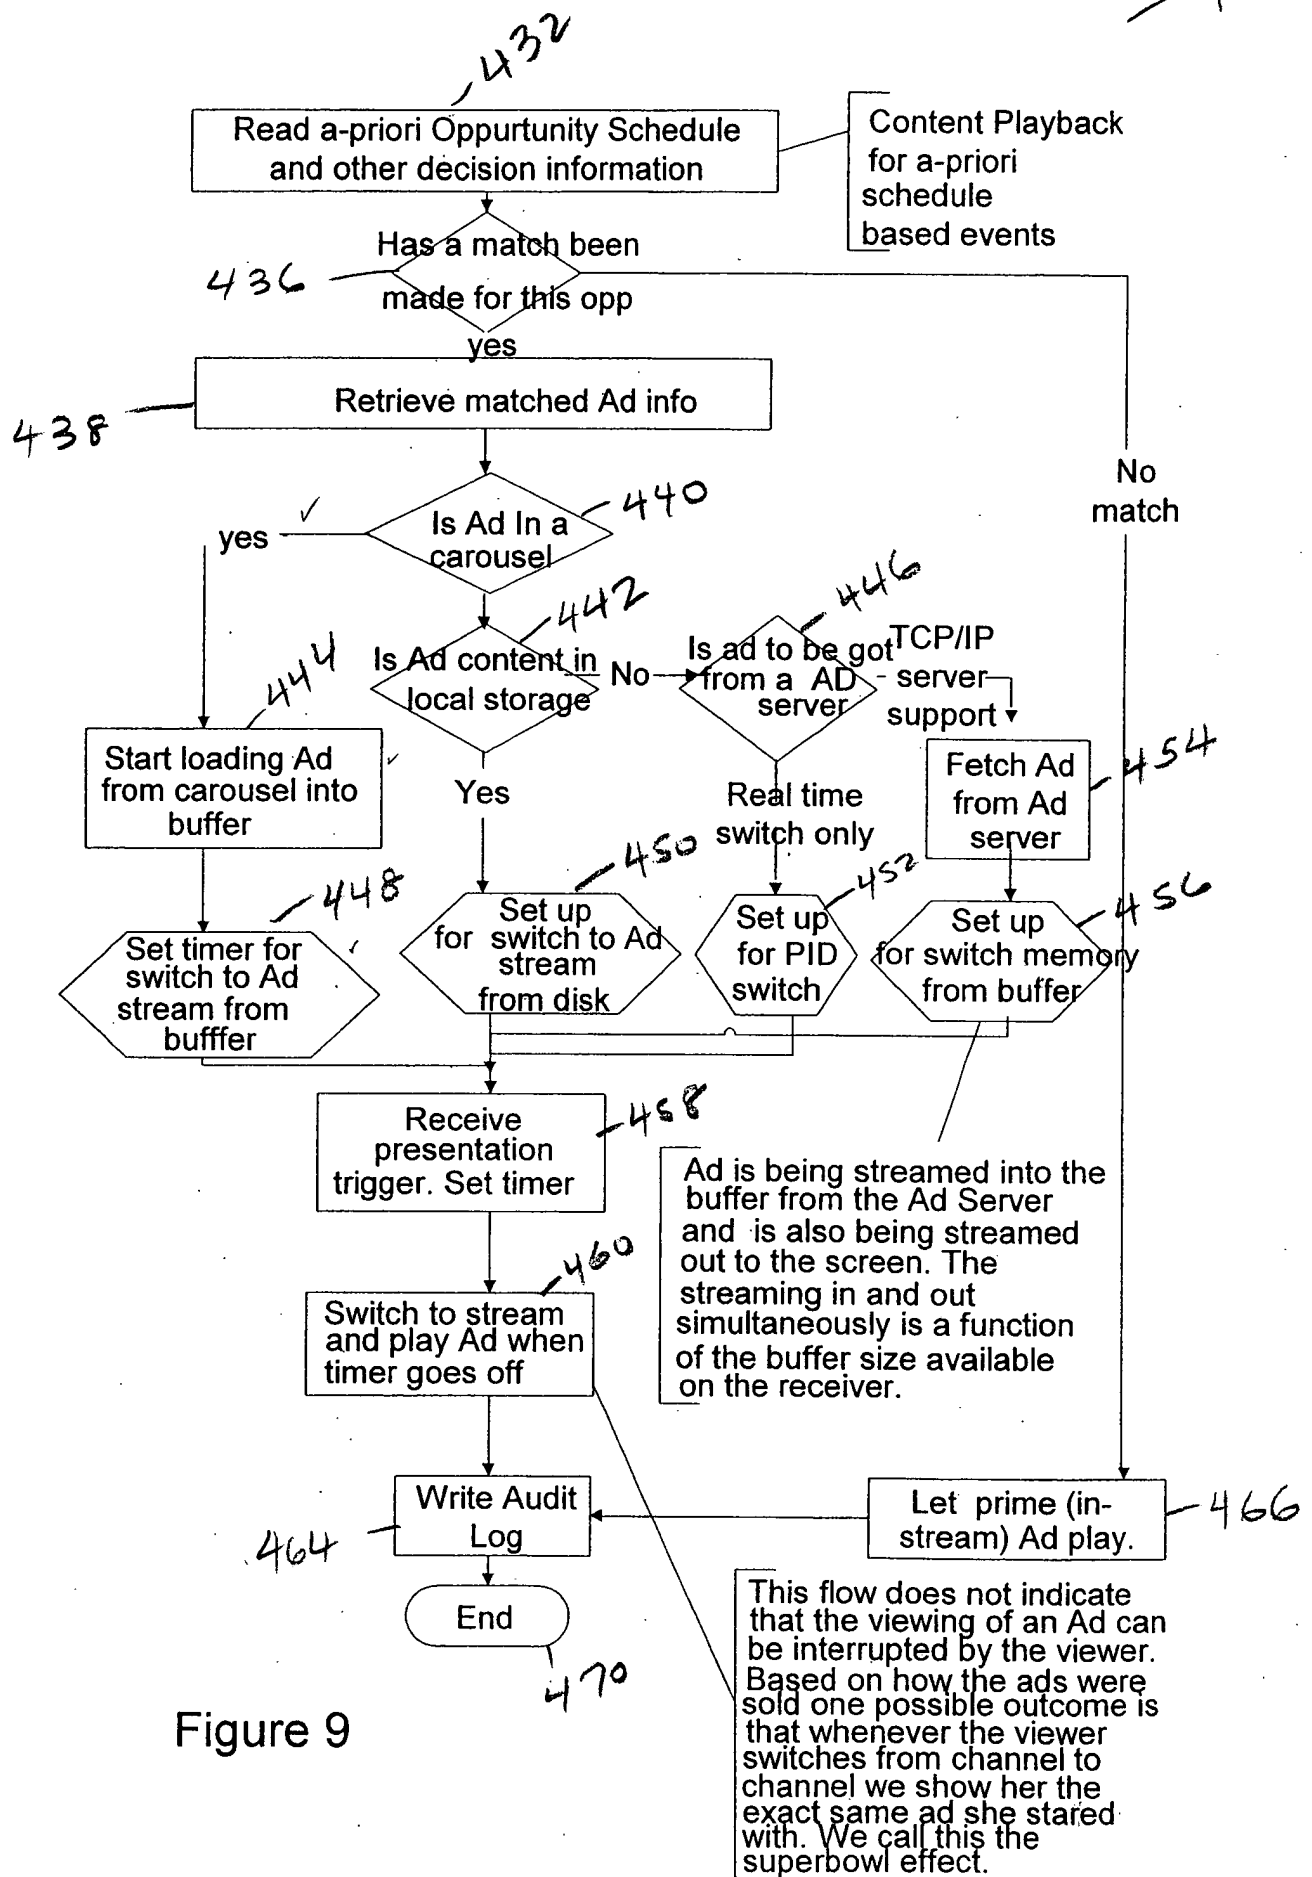 432
Read a-priori Oppurtunity Schedule
and other decision information
Content Playback
for a-priori
schedule
based events
Has a match been
made for this opp
436
yes
Retrieve matched Ad info
438
No
match
Is Ad In a
carousel
440
yes
Is Ad content in
local storage
442
No
Is ad to be got
from a AD
server
446
TCP/IP
server
support
444
Start loading Ad
from carousel into
buffer
Yes
Real time
switch only
Fetch Ad
from Ad
server
454
448
Set timer for
switch to Ad
stream from
bufffer
450
Set up
for switch to Ad
stream
from disk
452
Set up
for PID
switch
456
Set up
for switch memory
from buffer
Receive
presentation
trigger. Set timer
458
Ad is being streamed into the
buffer from the Ad Server
and is also being streamed
out to the screen. The
streaming in and out
simultaneously is a function
of the buffer size available
on the receiver.
460
Switch to stream
and play Ad when
timer goes off
Write Audit
Log
464
Let prime (in-
stream) Ad play.
466
End
470
This flow does not indicate
that the viewing of an Ad can
be interrupted by the viewer.
Based on how the ads were
sold one possible outcome is
that whenever the viewer
switches from channel to
channel we show her the
exact same ad she stared
with. We call this the
superbowl effect.
Figure 9